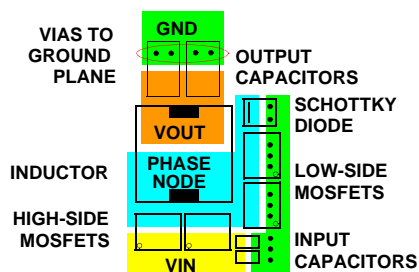 GND
VIAS TO
GROUND
PLANE
OUTPUT
CAPACITORS
SCHOTTKY
DIODE
VOUT
INDUCTOR
PHASE
NODE
LOW-SIDE
MOSFETS
HIGH-SIDE
MOSFETS
INPUT
CAPACITORS
VIN